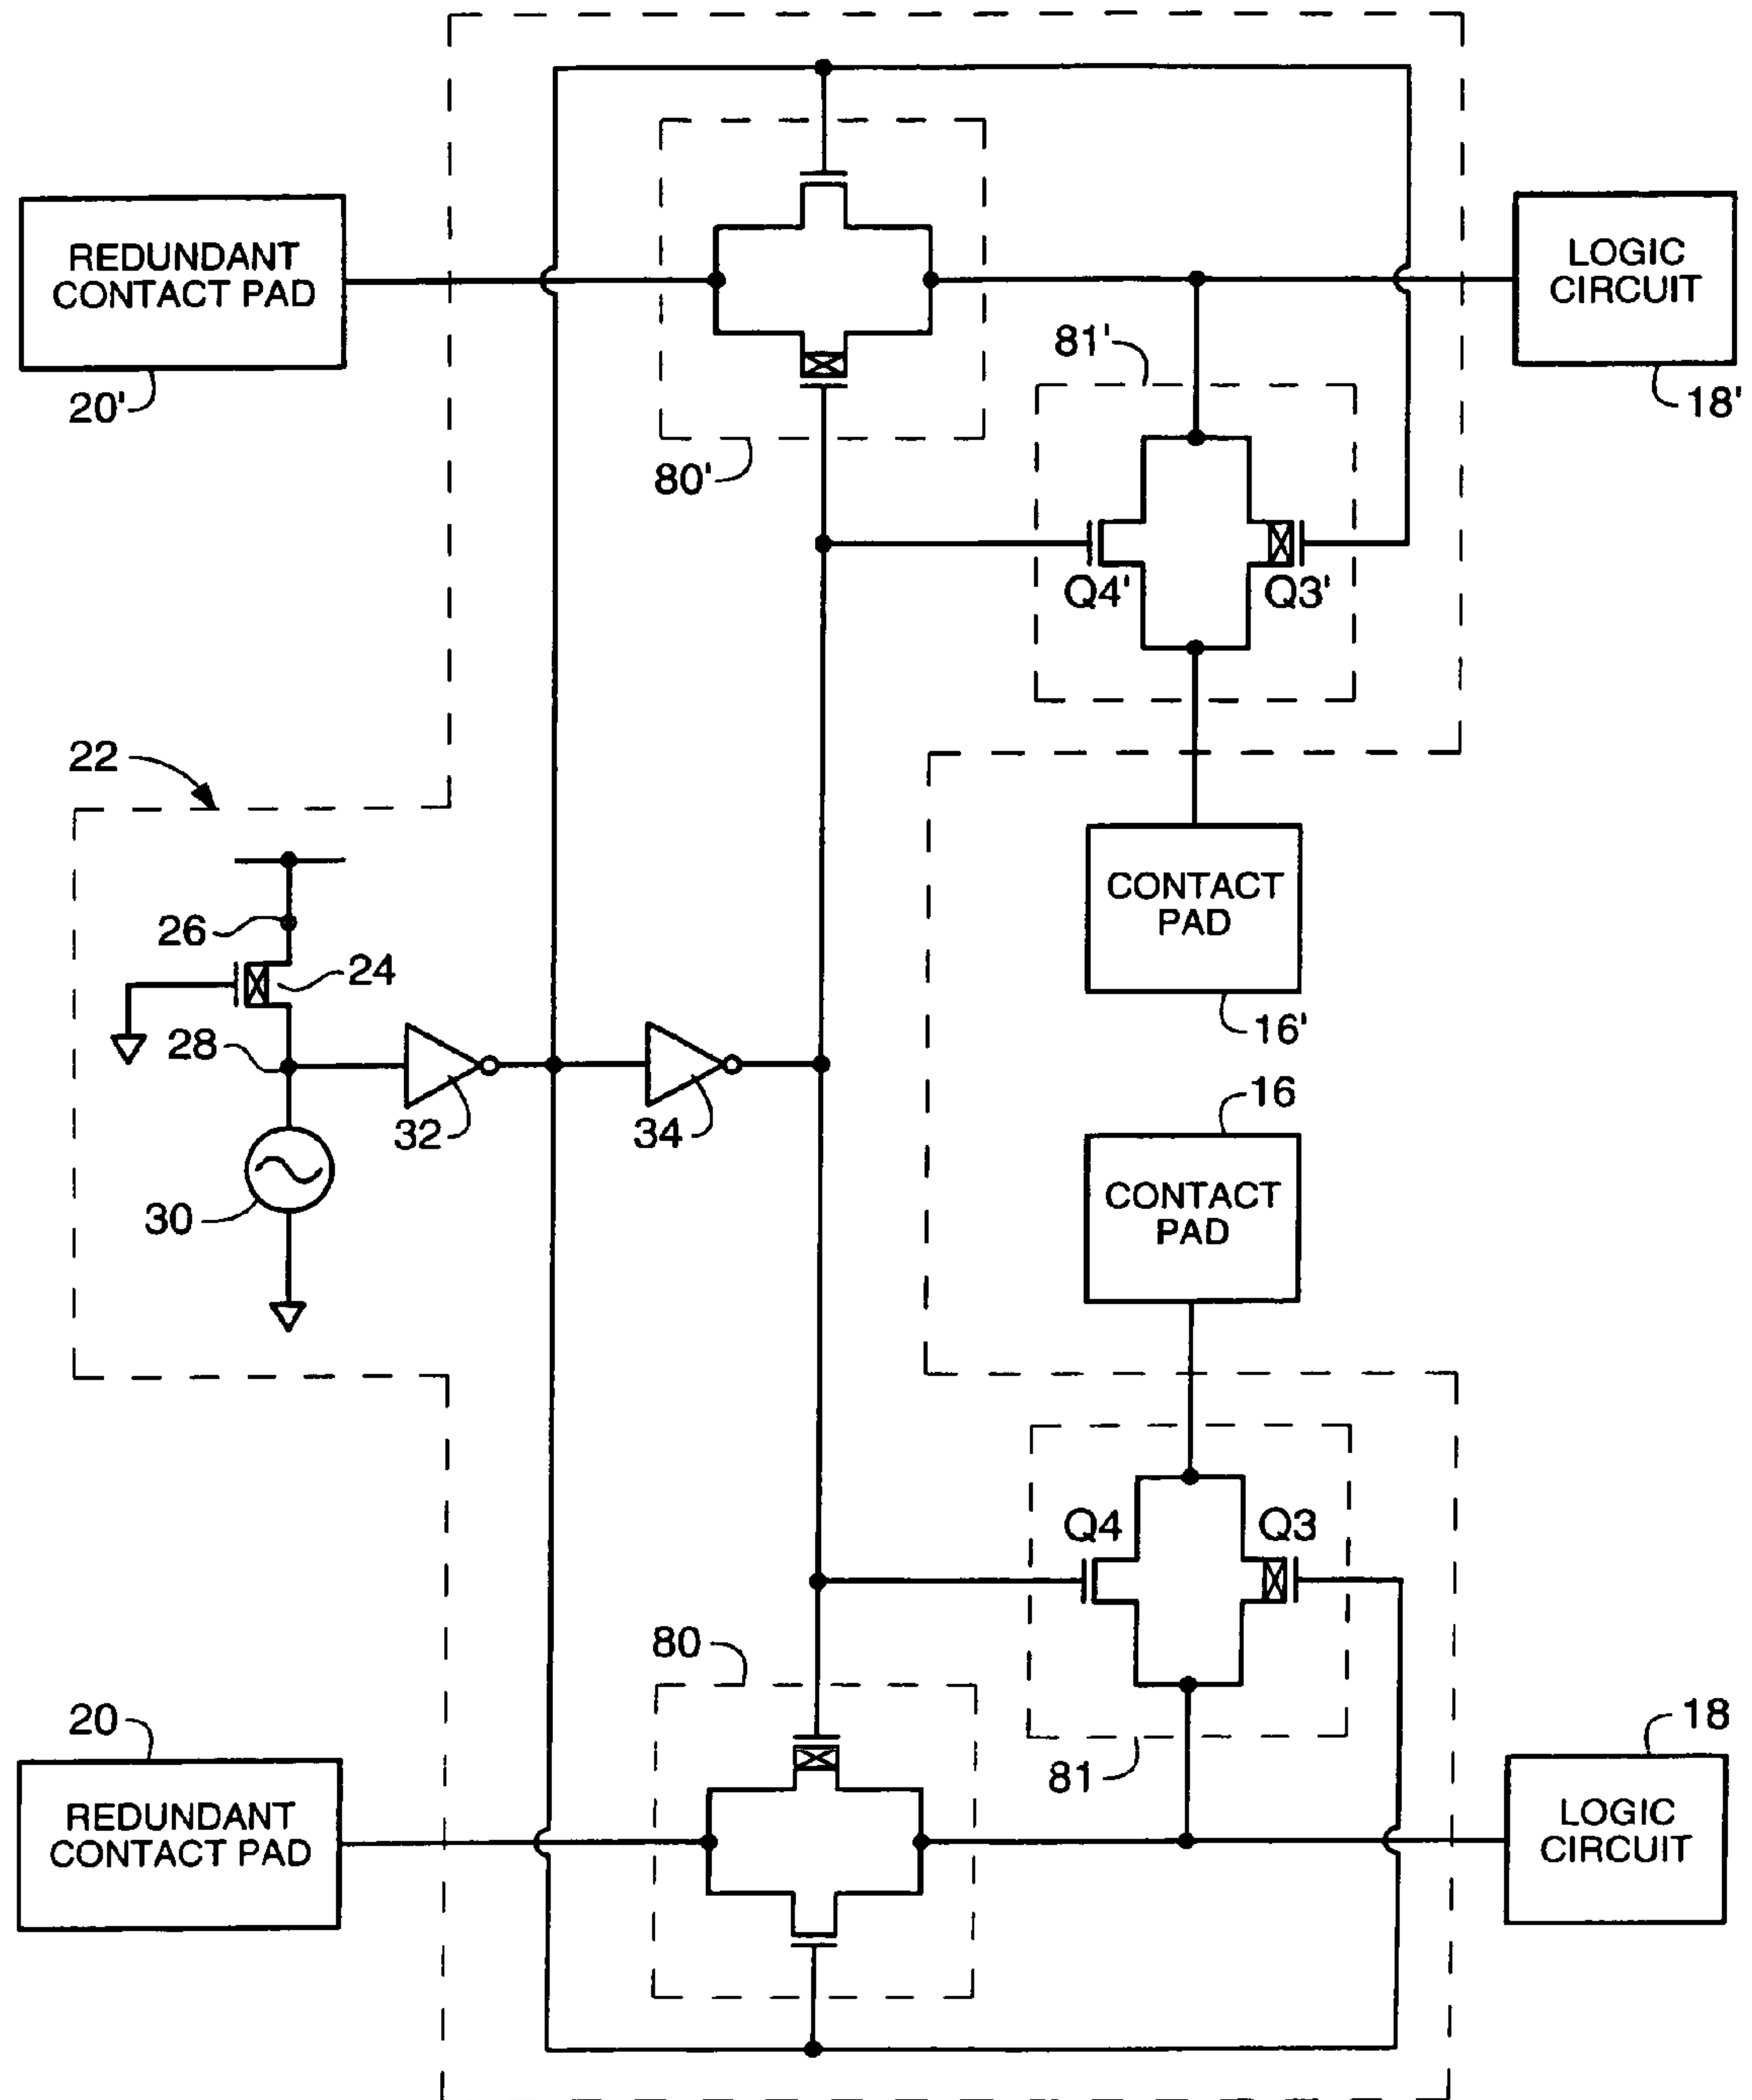 REDUNDANT
CONTACT PAD
20'
80'
81'
LOGIC
CIRCUIT
18'
Q4'
Q3'
22
CONTACT
PAD
16'
26
24
28
32
34
30
16
CONTACT
PAD
Q4
Q3
80
81
20
REDUNDANT
CONTACT PAD
18
LOGIC
CIRCUIT